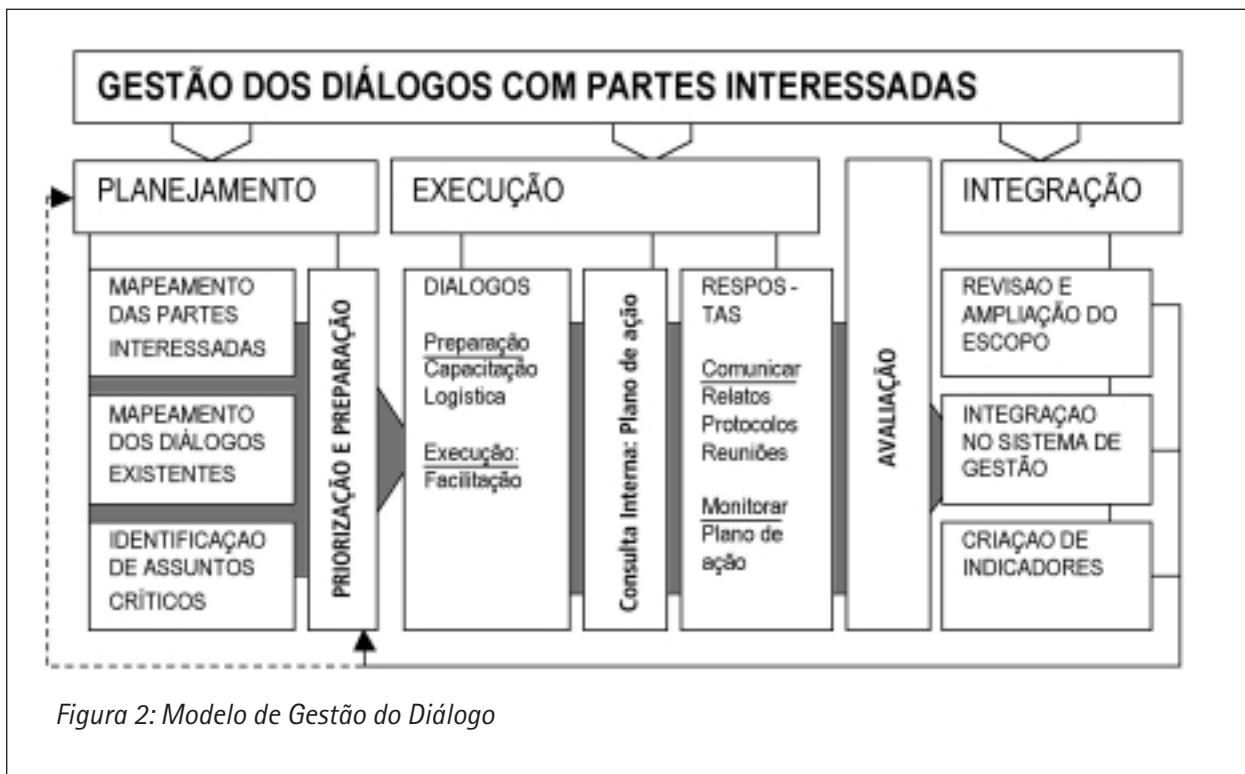 GESTÃO DOS DIÁLOGOS COM PARTES INTERESSADAS
PLANEJAMENTO
MAPEAMENTO
DAS PARTES
INTERESSADAS
MAPEAMENTO
DOS DIÁLOGOS
EXISTENTES
IDENTIFICAÇAO
DE ASSUNTOS
CRÍTICOS
PRIORIZAÇÃO E PREPARAÇÃO
EXECUÇÃO
DIALOGOS
Preparação
Capacitação
Logística
Execução:
Facilitação
Consulta Interna: Plano de ação
RESPOS -
TAS
Comunicar
Relatos
Protocolos
Reuniões
Monitorar
Plano de
ação
AVALIAÇÃO
INTEGRAÇÃO
REVISAO E
AMPLIAÇÃO DO
ESCOPO
INTEGRAÇAO
NO SISTEMA DE
GESTÃO
CRIAÇAO DE
INDICADORES
Figura 2: Modelo de Gestão do Diálogo